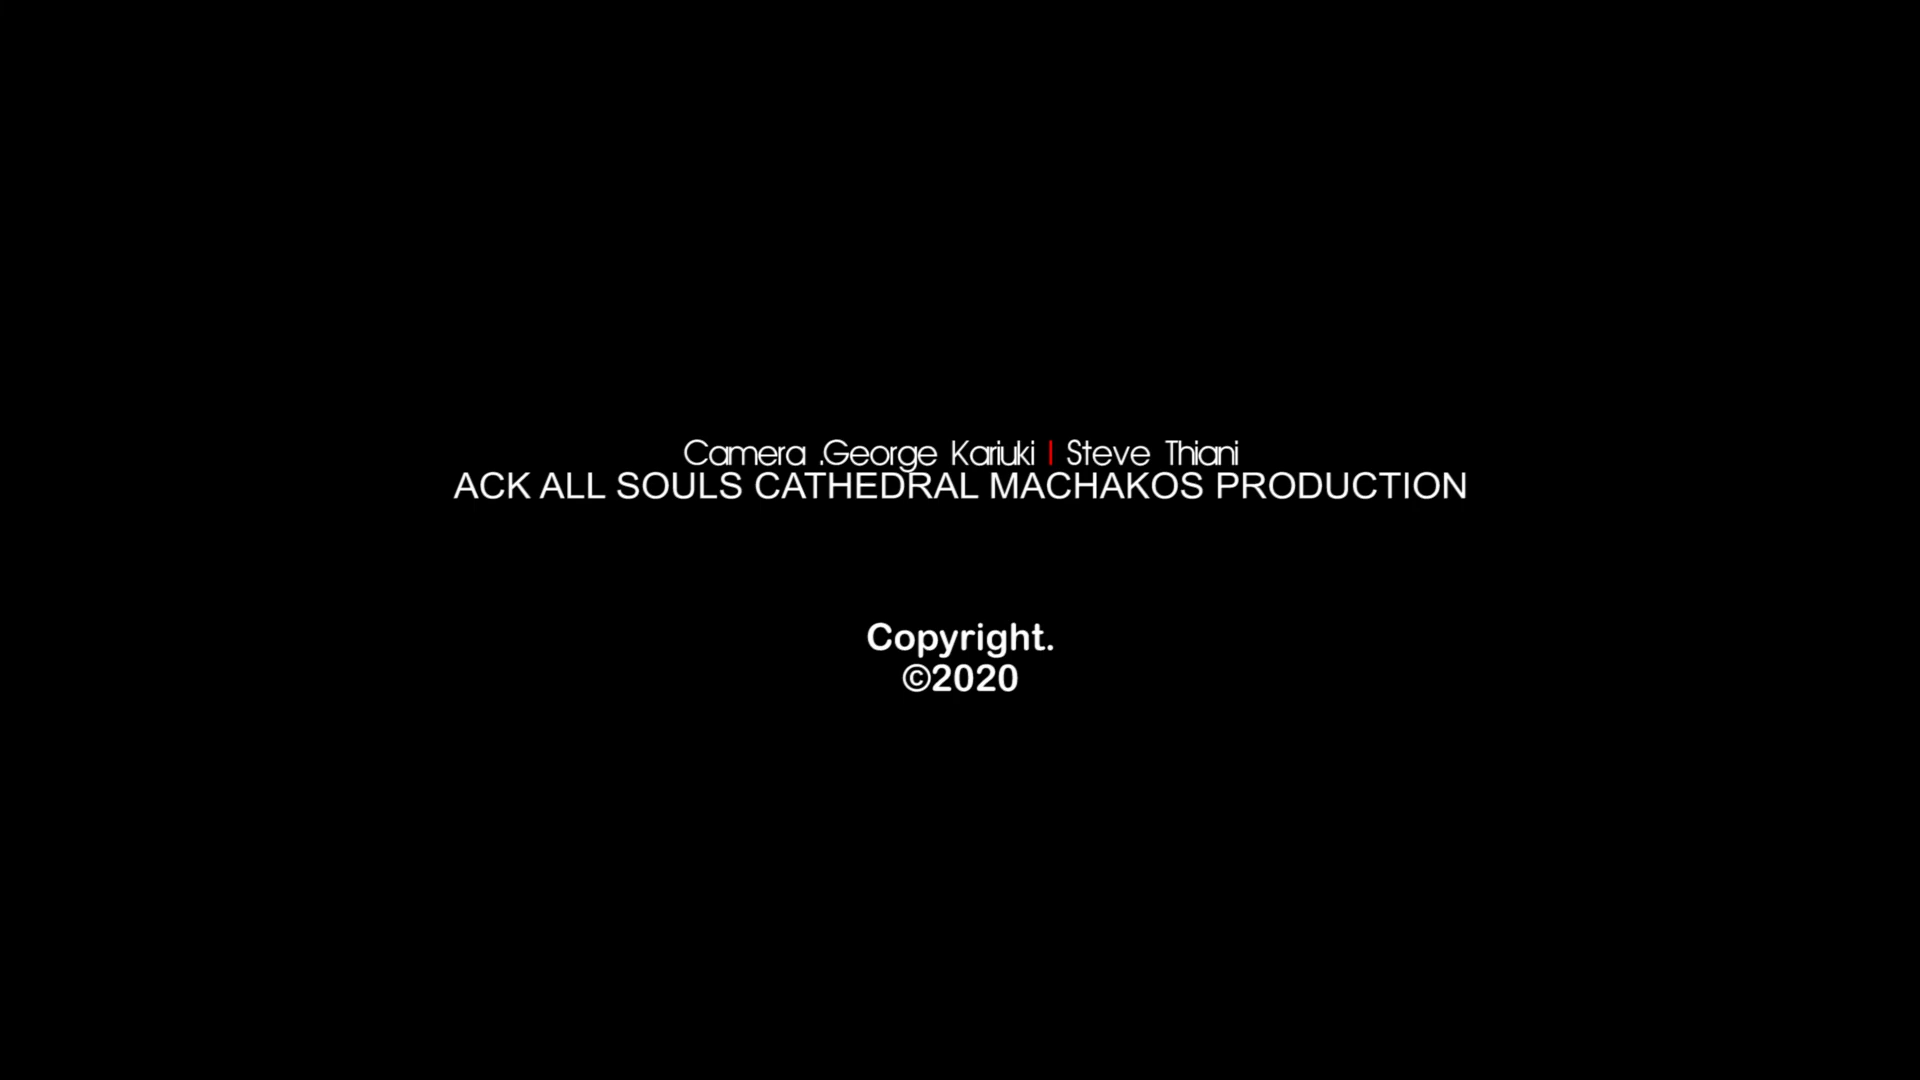 Camera .George Kariuki | Steve Thiani
ACK ALL SOULS CATHEDRAL MACHAKOS PRODUCTION
Copyright.
©2020